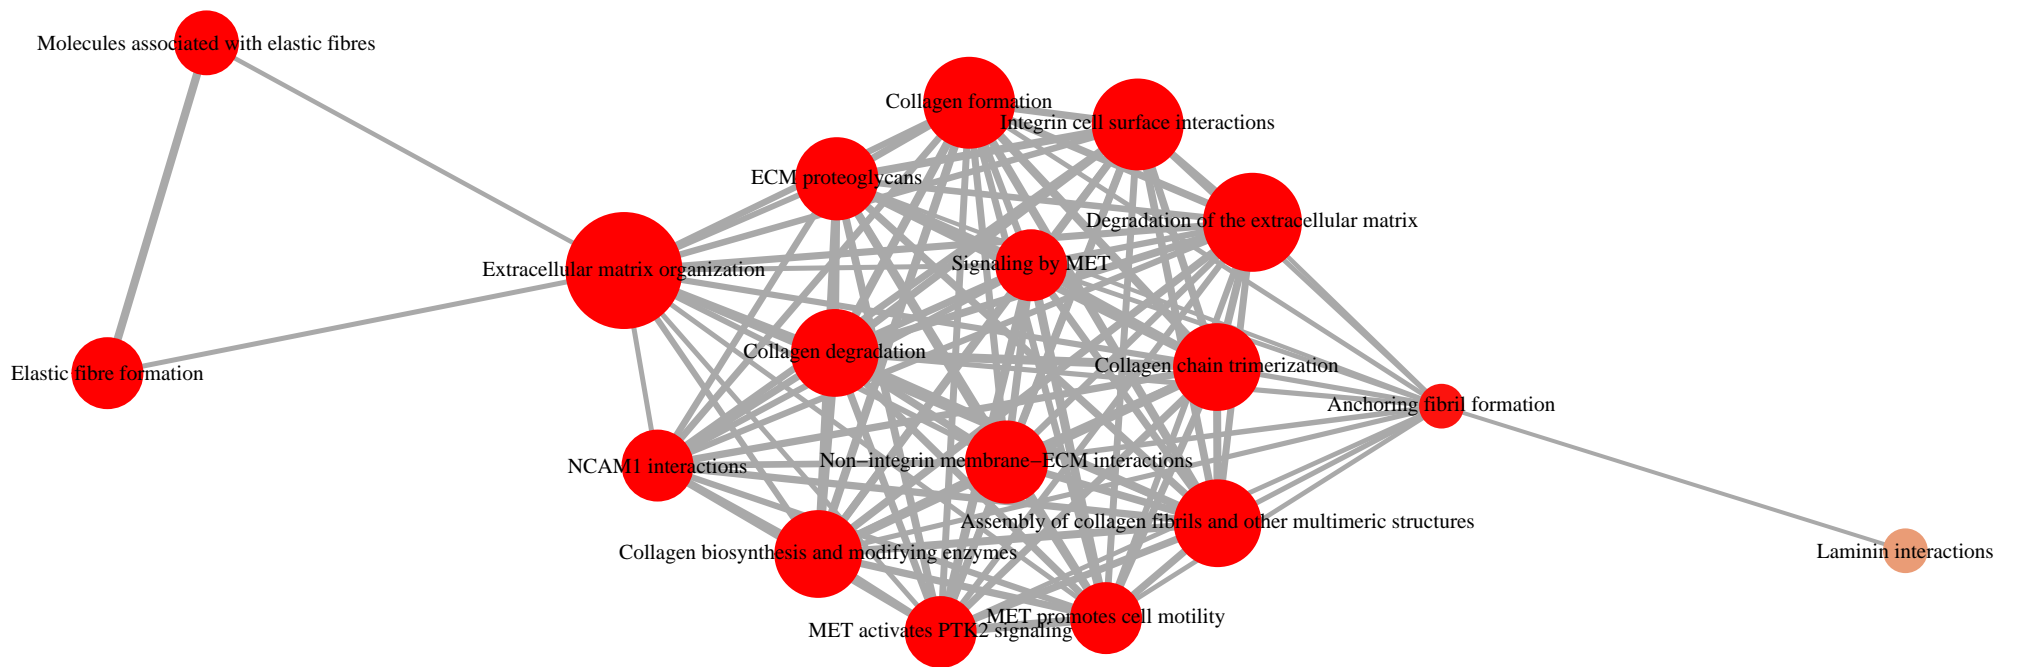 Molecules associated with elastic fibres
Collagen formation
Integrin cell surface interactions
ECM proteoglycans
Degradation of the extracellular matrix
Signaling by MET
Extracellular matrix organization
Collagen degradation
Collagen chain trimerization
Elastic fibre formation
Anchoring fibril formation
NCAM1 interactions
Non−integrin membrane−ECM interactions
Assembly of collagen fibrils and other multimeric structures
Collagen biosynthesis and modifying enzymes
Laminin interactions
MET promotes cell motility
MET activates PTK2 signaling